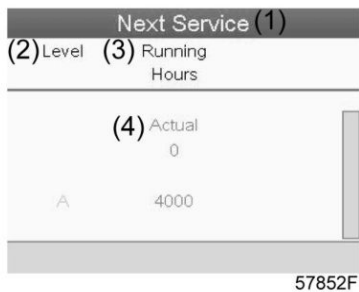 Next Service (1)
(2) Level (3) Running
Hours
(4) Actual
0
A 4000
57852F